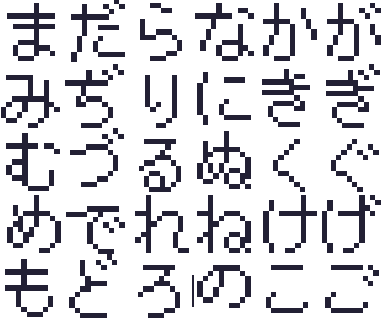 まだらなかが
みぢりにきぎ
むづるぬくぐ
めでれねけげ
もどろのこご